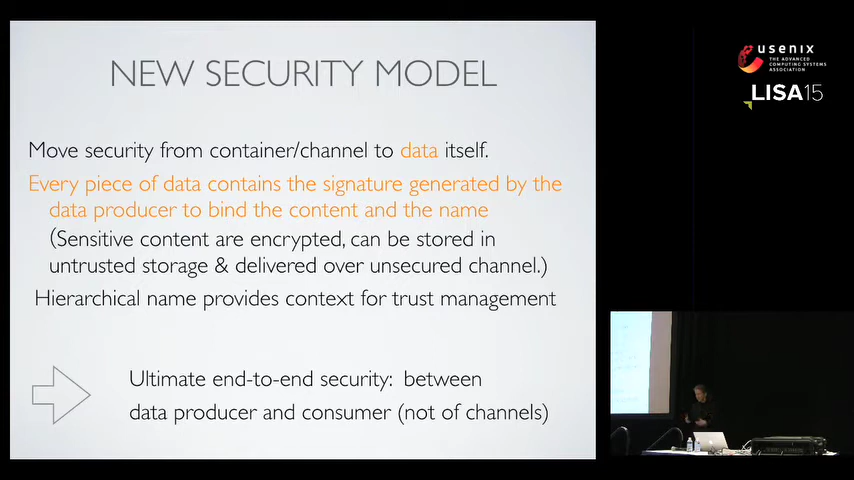 NEW SECURITY MODEL
Move security from container/channel to data itself.
Every piece of data contains the signature generated by the
data producer to bind the content and the name
(Sensitive content are encrypted, can be stored in
untrusted storage & delivered over unsecured channel.)
Hierarchical name provides context for trust management
Ultimate end-to-end security: between
data producer and consumer (not of channels)
usenix
THE ADVANCED
COMPUTING SYSTEMS
ASSOCIATION
LISA15